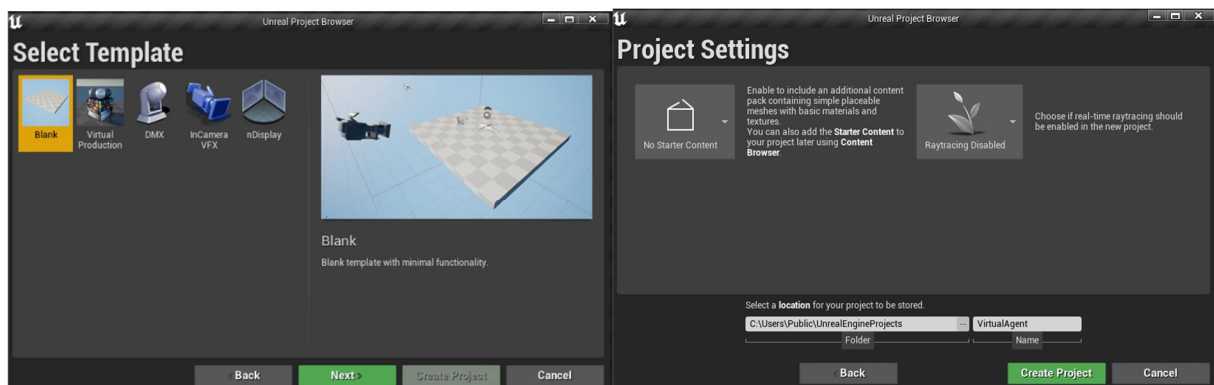 Unreal Project Browser
Select Template
Blank
Virtual
Production
DMX
InCamera
VFX
nDisplay
Blank
Blank template with minimal functionality.
Back
Next
Create Project
Cancel
Unreal Project Browser
Project Settings
No Starter Content
Enable to include an additional content
pack containing simple placeable
meshes with basic materials and
textures.
You can also add the Starter Content to
your project later using Content
Browser.
Raytracing Disabled
Choose if real-time raytracing should
be enabled in the new project.
Select a location for your project to be stored.
C:\Users\Public\UnrealEngineProjects
...
VirtualAgent
Folder
Name
Back
Create Project
Cancel